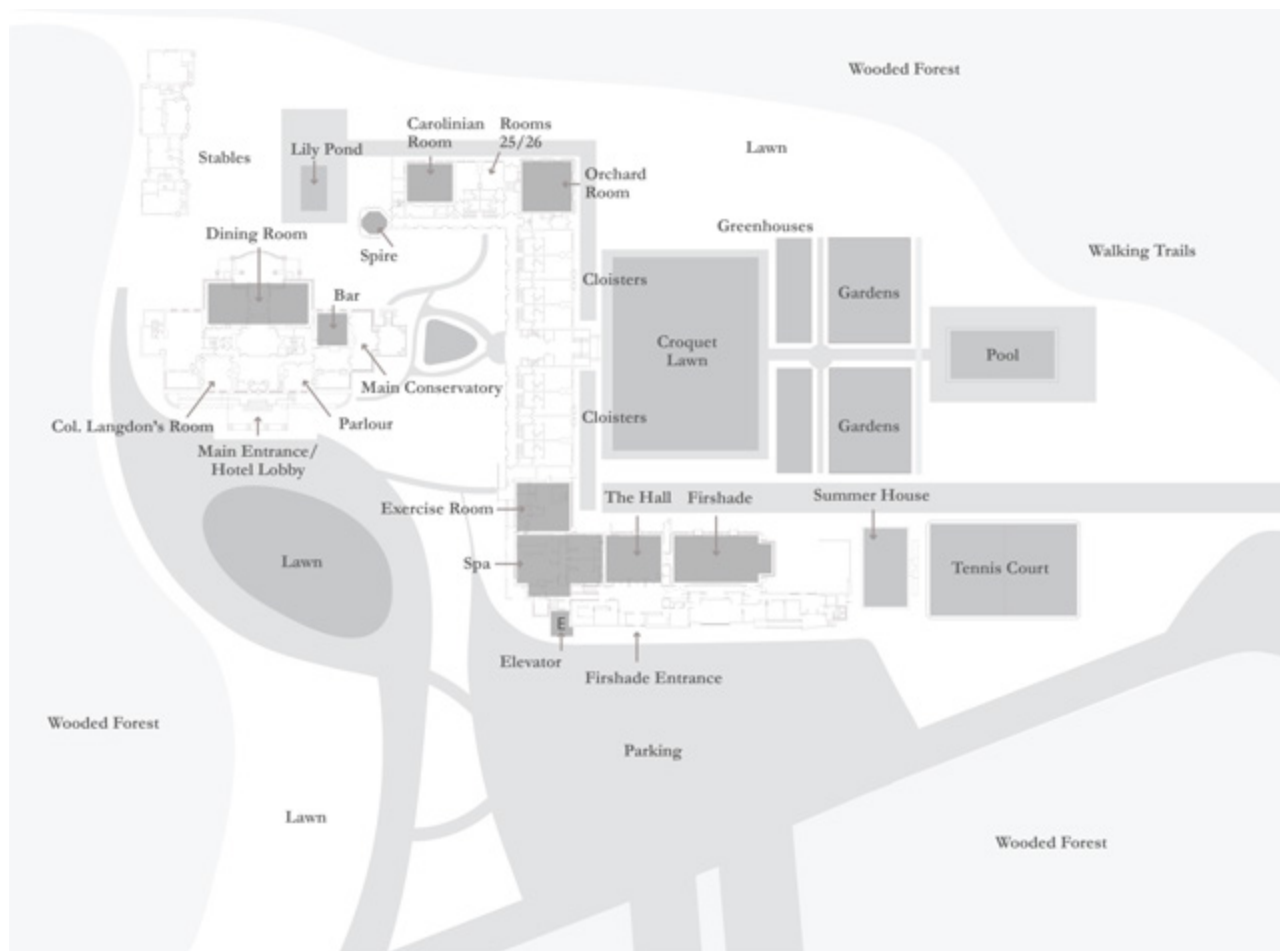 Wooded Forest
Carolinian
Room
Rooms
25/26
Lily Pond
Stables
Lawn
Orchard
Room
Greenhouses
Dining Room
Spire
Walking Trails
Cloisters
Gardens
Bar
Croquet
Lawn
Pool
Main Conservatory
Cloisters
Col. Langdon's Room
Parlour
Gardens
Main Entrance/
Hotel Lobby
Exercise Room
The Hall
Firshade
Summer House
Lawn
Spa
Tennis Court
E
Elevator
Firshade Entrance
Wooded Forest
Parking
Lawn
Wooded Forest